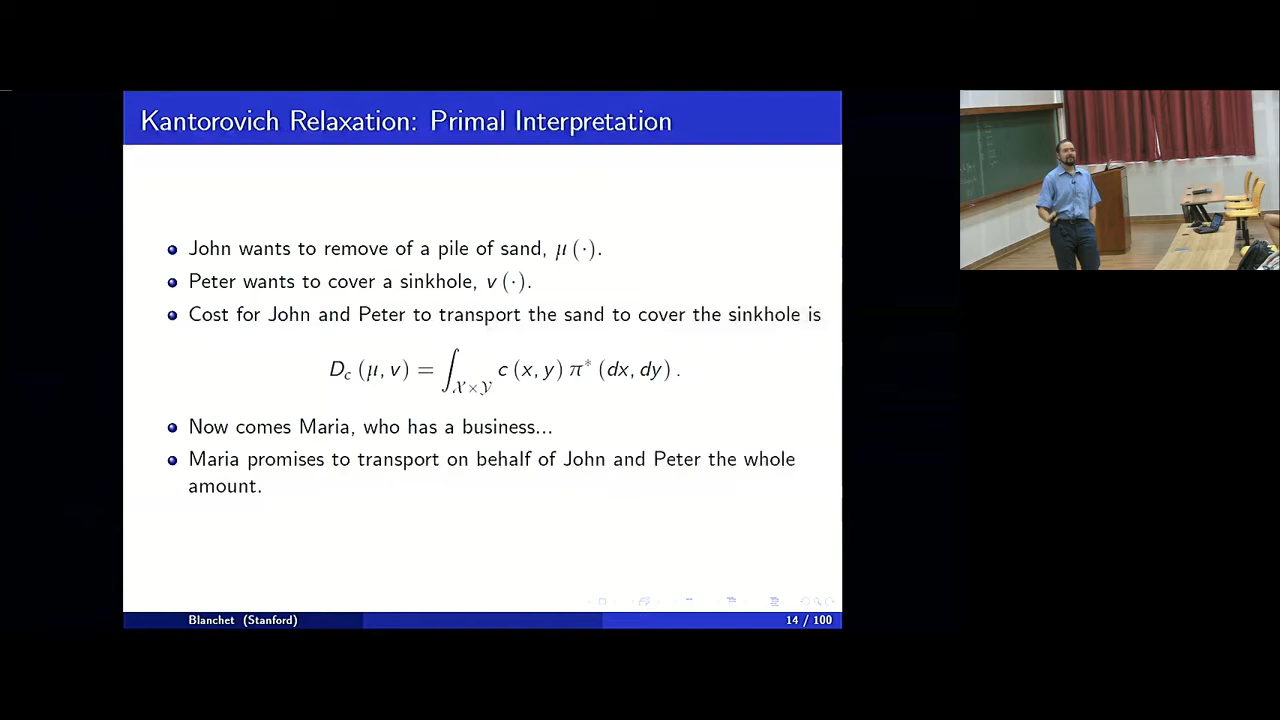 Kantorovich Relaxation: Primal Interpretation
John wants to remove of a pile of sand, μ (·).
Peter wants to cover a sinkhole, v (·).
Cost for John and Peter to transport the sand to cover the sinkhole is
D_c (μ, v) = ∫_{𝒳×𝒴} c (x, y) π* (dx, dy) .
Now comes Maria, who has a business...
Maria promises to transport on behalf of John and Peter the whole
amount.
Blanchet (Stanford)
14 / 100